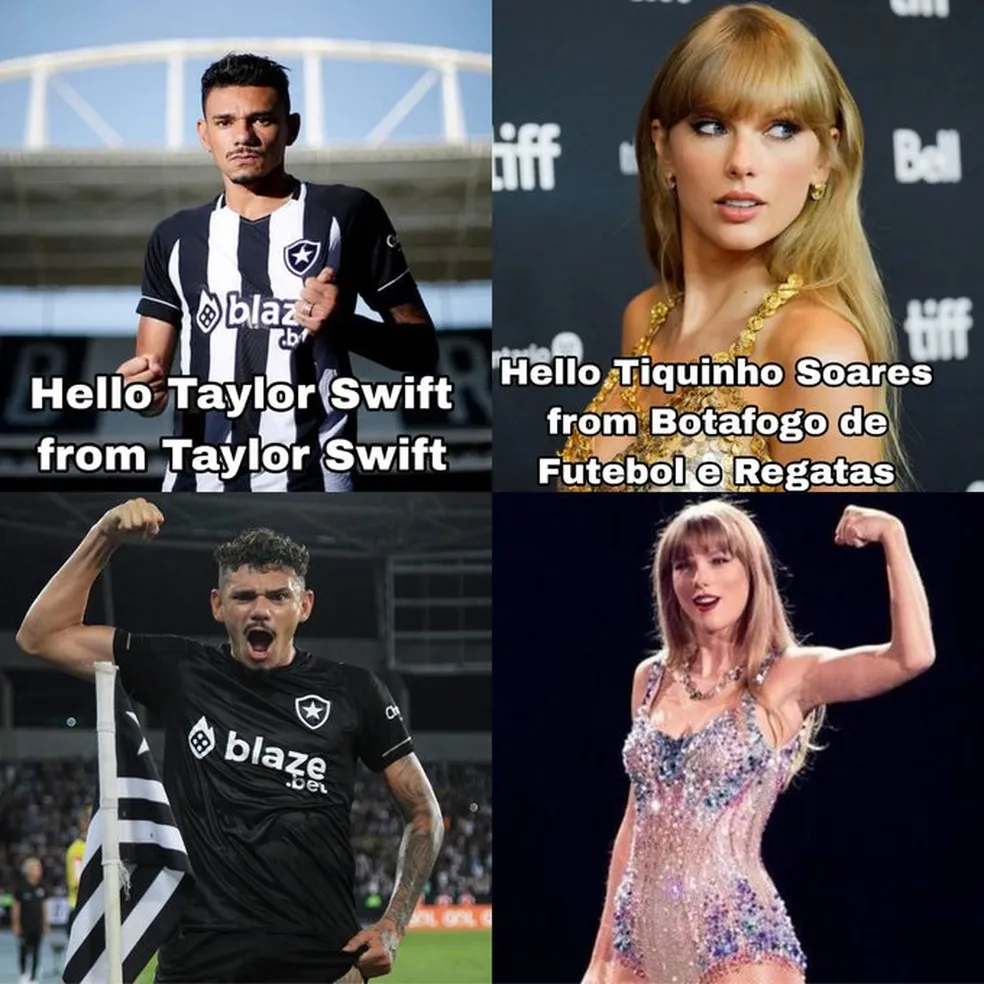 blaze
.bet
Hello Taylor Swift
from Taylor Swift
tiff
Bell
tiff
Hello Tiquinho Soares
from Botafogo de
Futebol e Regatas
blaze
.bet